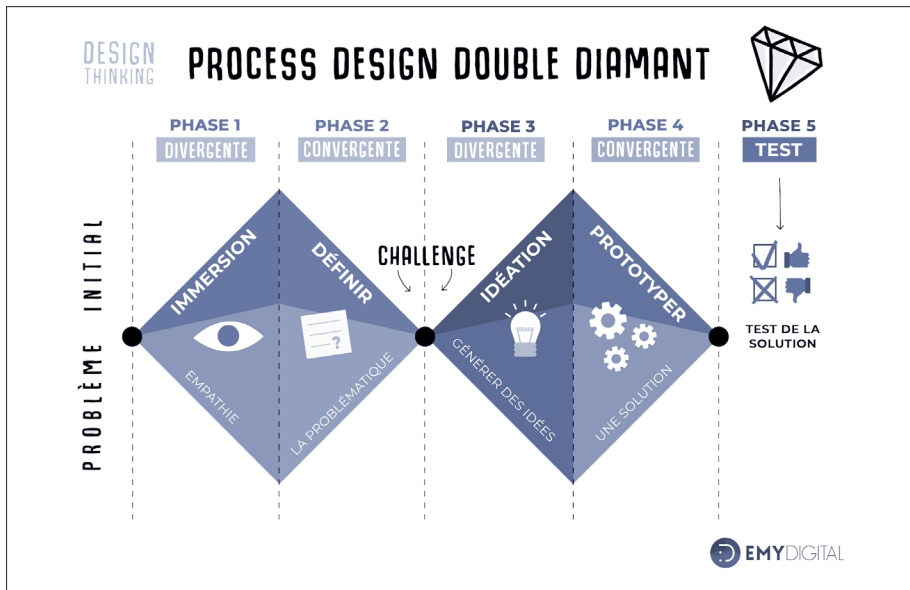 DESIGN
THINKING
PROCESS DESIGN DOUBLE DIAMANT
PHASE 1
DIVERGENTE
PHASE 2
CONVERGENTE
PHASE 3
DIVERGENTE
PHASE 4
CONVERGENTE
PHASE 5
TEST
PROBLÈME INITIAL
IMMERSION
EMPATHIE
DÉFINIR
?
LA PROBLÉMATIQUE
CHALLENGE
IDÉATION
GÉNÉRER DES IDÉES
PROTOTYPER
UNE SOLUTION
TEST DE LA
SOLUTION
EMYDIGITAL